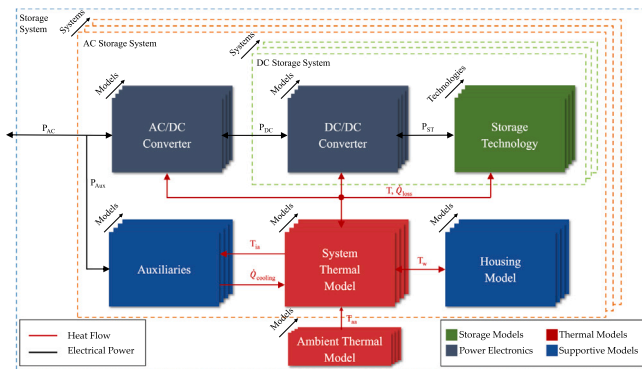 Storage
System
Systems
AC Storage System
Systems
DC Storage System
Models
Models
Technologies
P_AC
AC/DC
Converter
P_DC
DC/DC
Converter
P_ST
Storage
Technology
P_Aux
T, Q̇_loss
Models
Models
Models
Auxiliaries
T_ia
Q̇_cooling
System
Thermal
Model
T_w
Housing
Model
Models
T_aa
Ambient Thermal
Model
Heat Flow
Electrical Power
Storage Models
Thermal Models
Power Electronics
Supportive Models